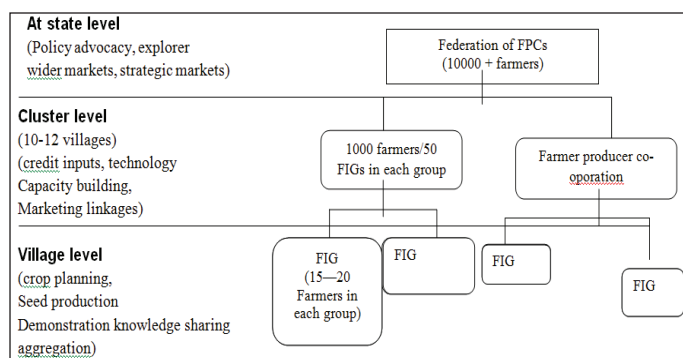 At state level
(Policy advocacy, explorer
wider markets, strategic markets)
Federation of FPCs
(10000 + farmers)
Cluster level
(10-12 villages)
(credit inputs, technology
Capacity building,
Marketing linkages)
1000 farmers/50
FIGs in each group
Farmer producer co-
oporation
Village level
(crop planning,
Seed production
Demonstration knowledge sharing
aggregation)
FIG
(15—20
Farmers in
each group)
FIG
FIG
FIG